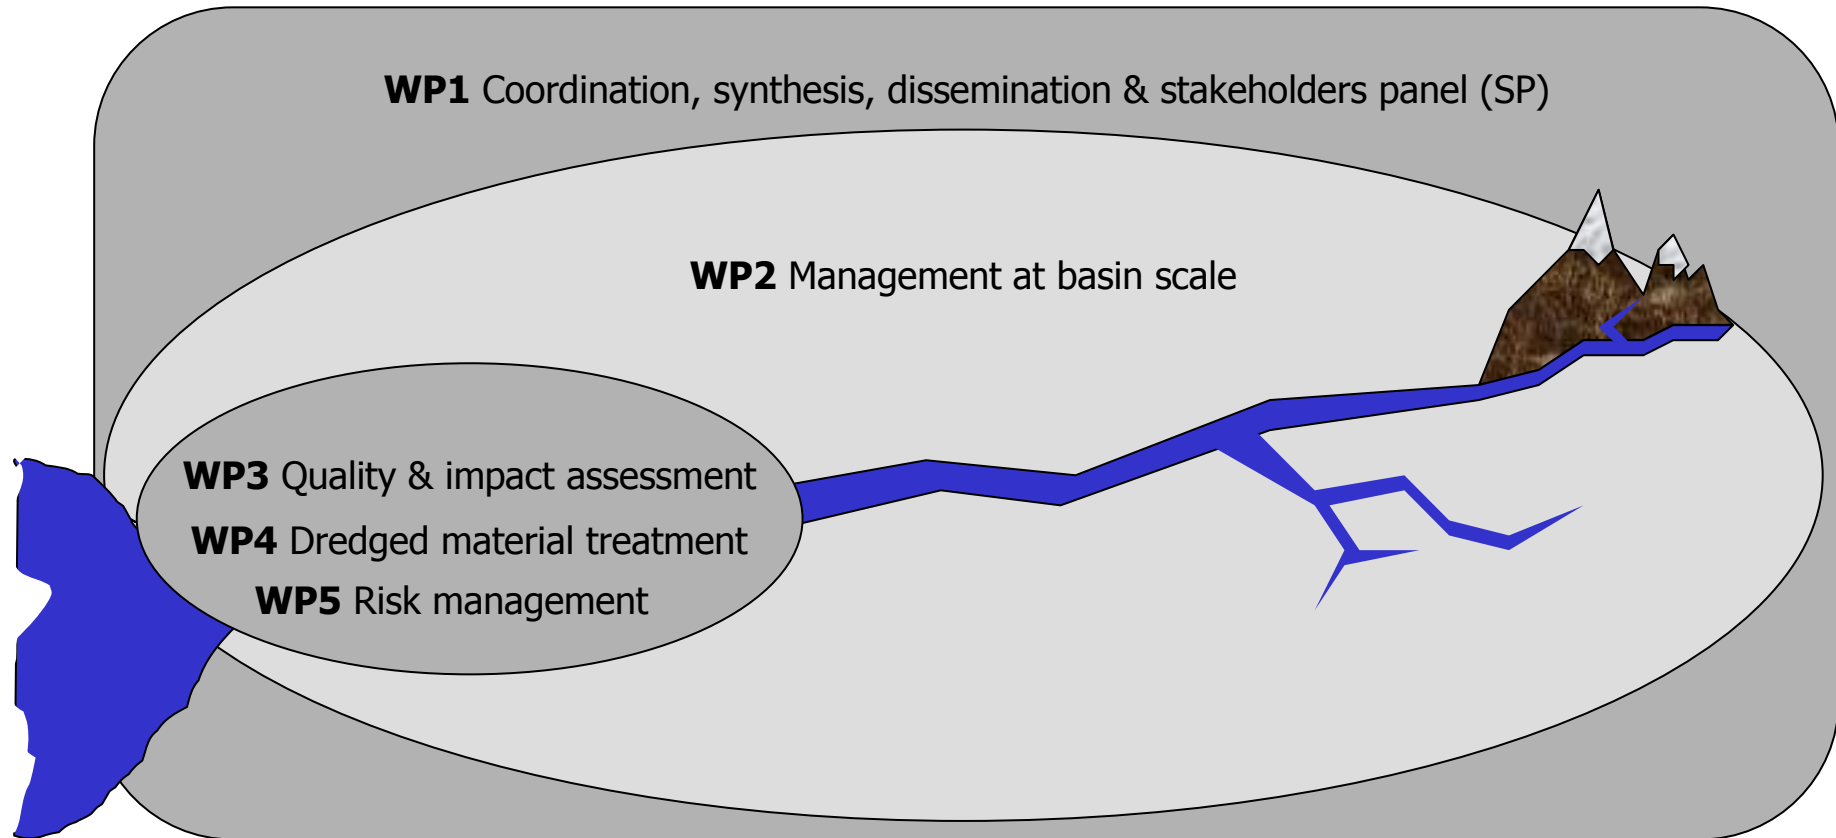 WP1 Coordination, synthesis, dissemination & stakeholders panel (SP)
WP2 Management at basin scale
WP3 Quality & impact assessment
WP4 Dredged material treatment
WP5 Risk management